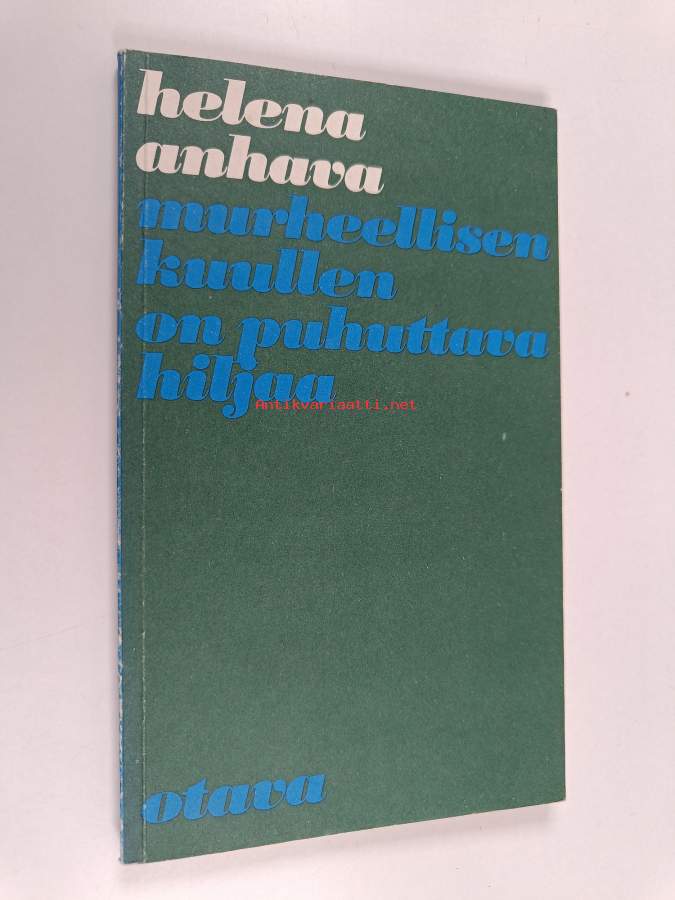 helena
anhava
murheellisen
kuullen
on puhuttava
hiljaa
Antikvariaatti.net
otava